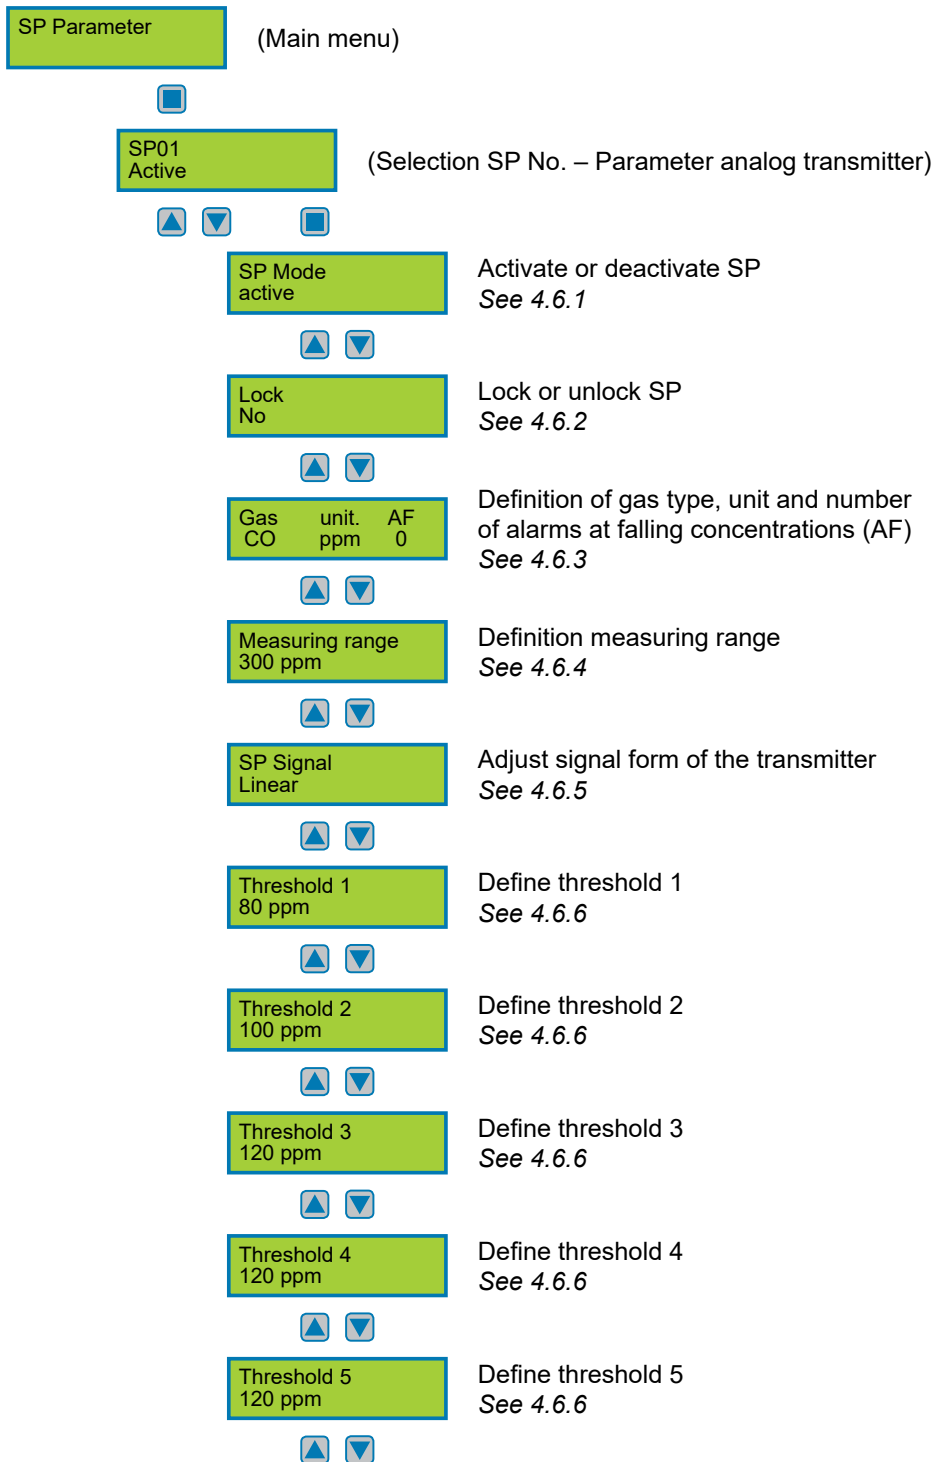 SP Parameter
(Main menu)
SP01
Active
(Selection SP No. – Parameter analog transmitter)
SP Mode
active
Activate or deactivate SP
See 4.6.1
Lock
No
Lock or unlock SP
See 4.6.2
Gas unit. AF
CO ppm 0
Definition of gas type, unit and number
of alarms at falling concentrations (AF)
See 4.6.3
Measuring range
300 ppm
Definition measuring range
See 4.6.4
SP Signal
Linear
Adjust signal form of the transmitter
See 4.6.5
Threshold 1
80 ppm
Define threshold 1
See 4.6.6
Threshold 2
100 ppm
Define threshold 2
See 4.6.6
Threshold 3
120 ppm
Define threshold 3
See 4.6.6
Threshold 4
120 ppm
Define threshold 4
See 4.6.6
Threshold 5
120 ppm
Define threshold 5
See 4.6.6